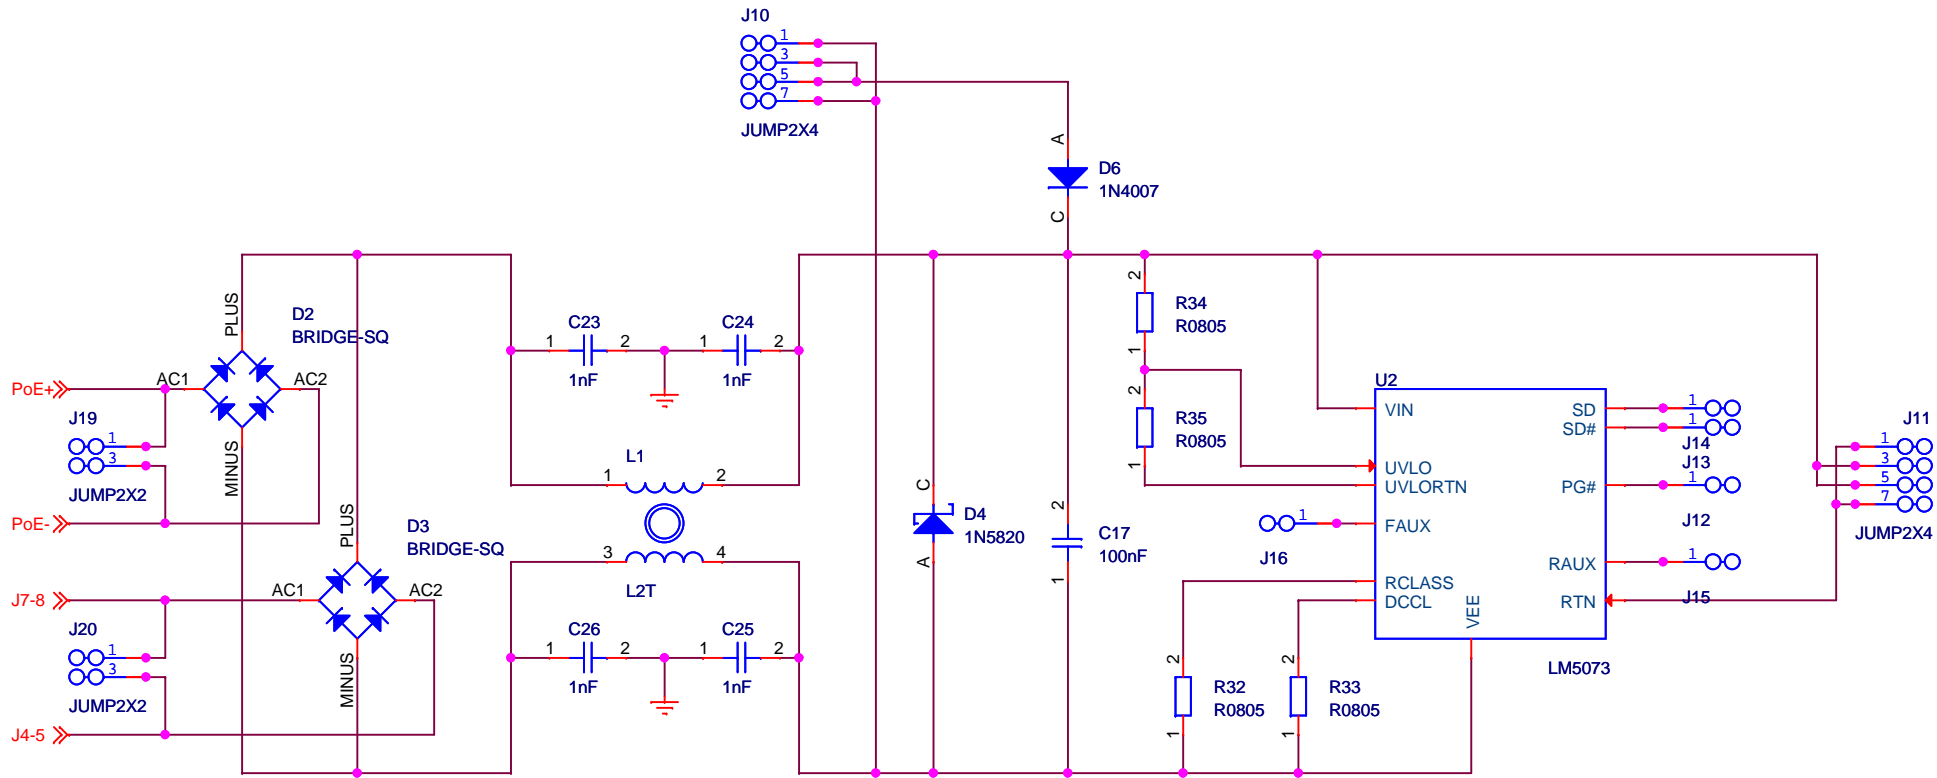 J10
1
3
5
7
JUMP2X4
A
D6
1N4007
C
PLUS
D2
BRIDGE-SQ
PoE+
AC1
AC2
J19
1
3
JUMP2X2
MINUS
PoE-
C23
1
2
1nF
C24
1
2
1nF
L1
1
2
3
4
L2T
PLUS
D3
BRIDGE-SQ
J7-8
AC1
AC2
J20
1
3
JUMP2X2
MINUS
J4-5
C26
1
2
1nF
C25
1
2
1nF
C
D4
1N5820
A
2
C17
100nF
1
2
R34
R0805
1
2
R35
R0805
1
U2
VIN
UVLO
UVLORTN
FAUX
RCLASS
DCCL
VEE
SD
SD#
PG#
RAUX
RTN
LM5073
1
J16
1
1
J14
J13
1
J12
1
J15
J11
1
3
5
7
JUMP2X4
2
R32
R0805
1
2
R33
R0805
1